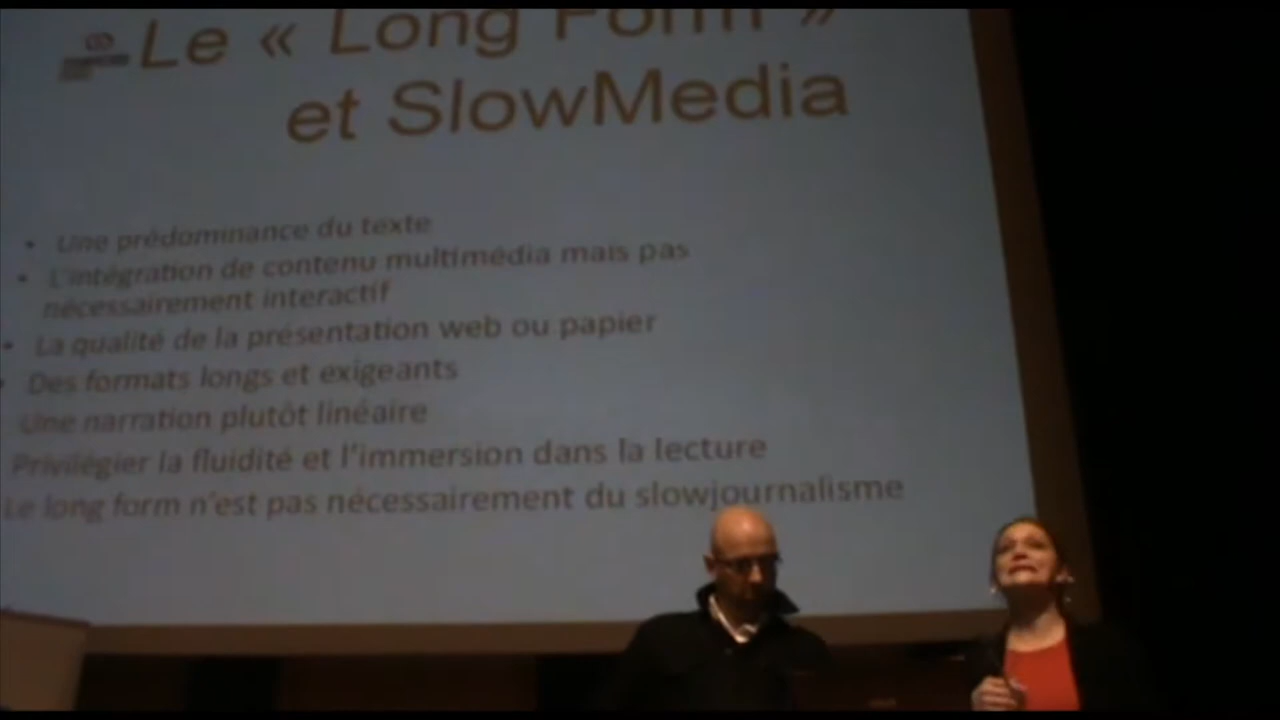 Le « Long Form »
et SlowMedia
• Une prédominance du texte
• L'intégration de contenu multimédia mais pas
nécessairement interactif
• La qualité de la présentation web ou papier
• Des formats longs et exigeants
Une narration plutôt linéaire
Privilégier la fluidité et l'immersion dans la lecture
Le long form n'est pas nécessairement du slowjournalisme